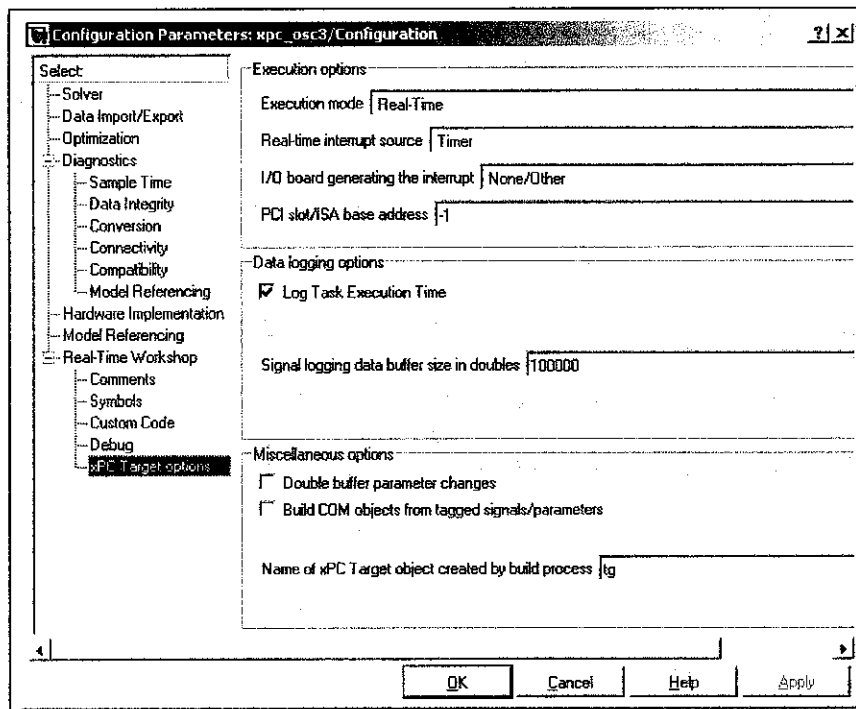 Configuration Parameters: xpc_osc3/Configuration
Select:
Solver
Data Import/Export
Optimization
Diagnostics
Sample Time
Data Integrity
Conversion
Connectivity
Compatibility
Model Referencing
Hardware Implementation
Model Referencing
Real-Time Workshop
Comments
Symbols
Custom Code
Debug
xPC Target options
Execution options
Execution mode Real-Time
Real-time interrupt source Timer
I/O board generating the interrupt None/Other
PCI slot/ISA base address -1
Data logging options
Log Task Execution Time
Signal logging data buffer size in doubles 100000
Miscellaneous options
Double buffer parameter changes
Build COM objects from tagged signals/parameters
Name of xPC Target object created by build process tg
OK Cancel Help Apply